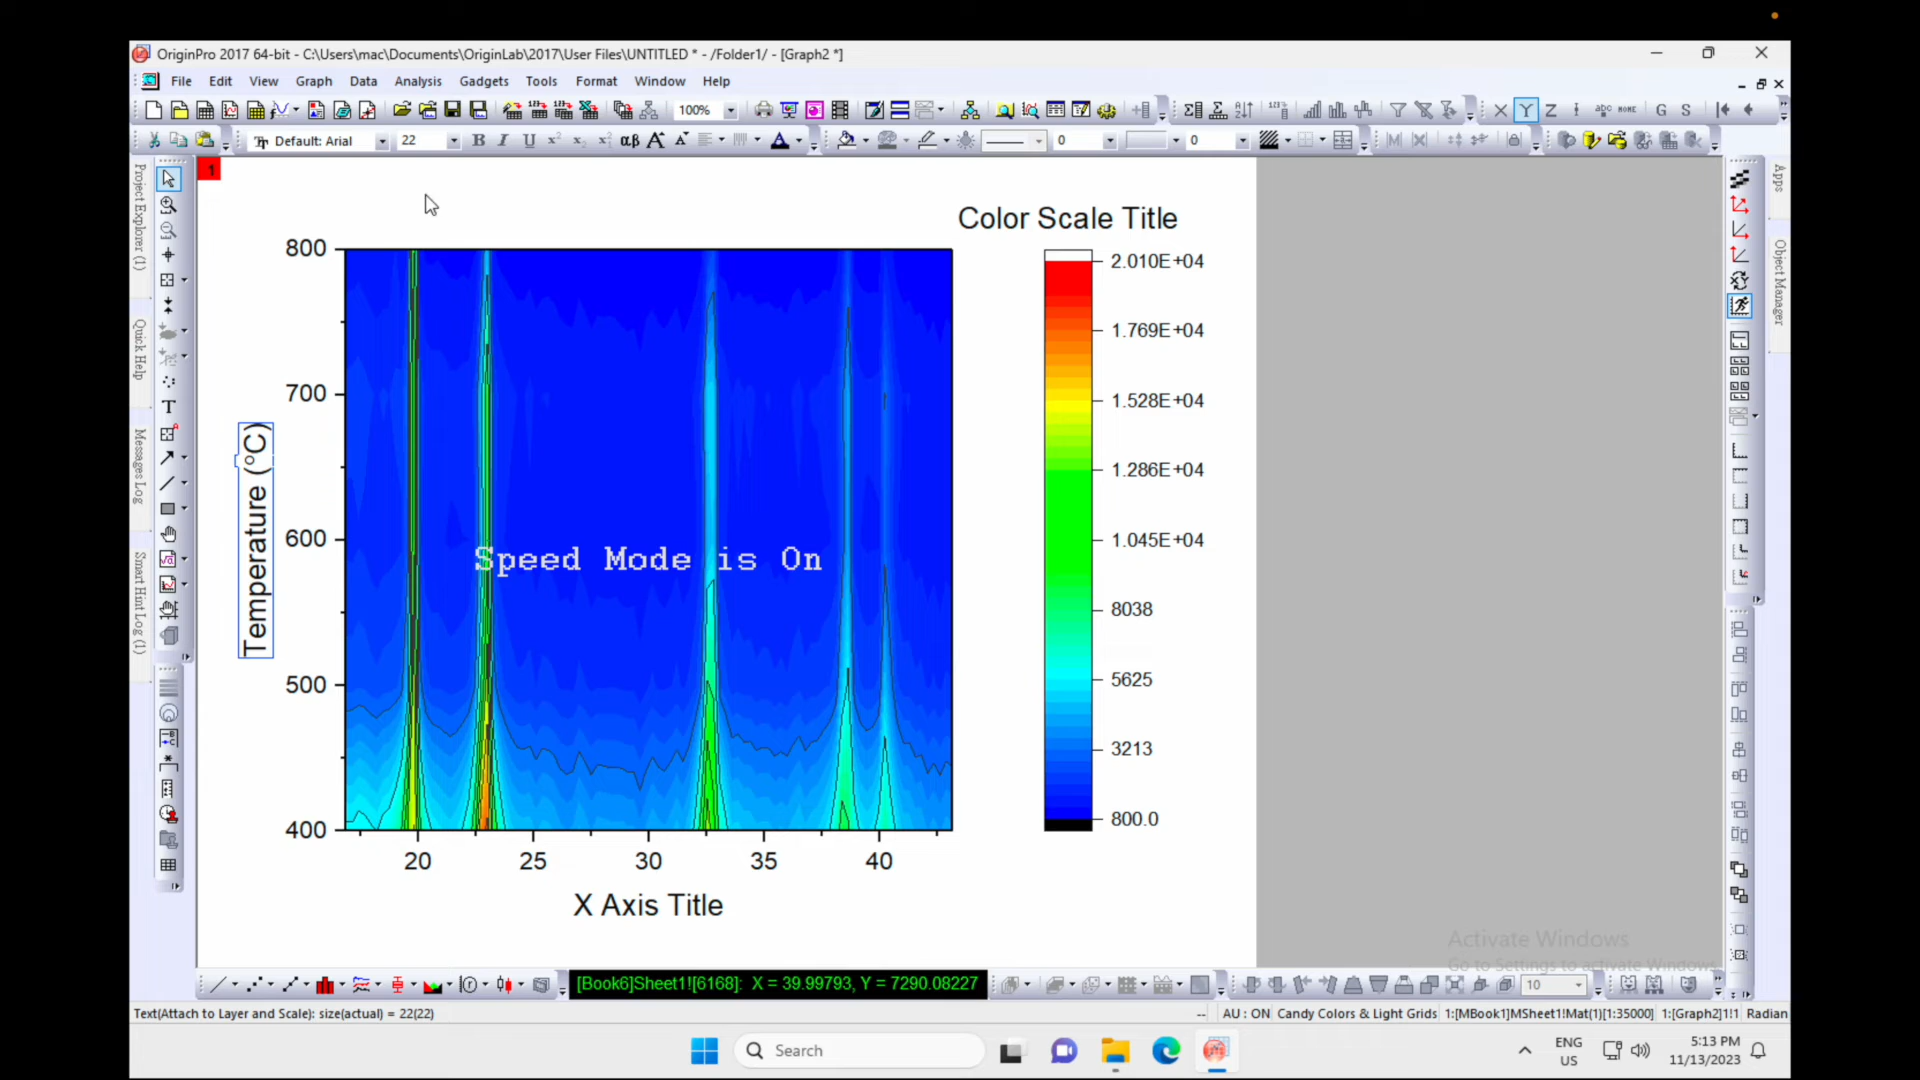 OriginPro 2017 64-bit - C:\Users\mac\Documents\OriginLab\2017\User Files\UNTITLED * - /Folder1/ - [Graph2 *]
File Edit View Graph Data Analysis Gadgets Tools Format Window Help
100%
X Y Z G S
Default: Arial 22 B I U αβ A A A 0 0
1
Project Explorer (1)
Quick Help
Messages Log
Smart Hint Log (1)
Apps
Object Manager
Color Scale Title
800
700
600
500
400
Temperature (°C)
Speed Mode is On
20 25 30 35 40
X Axis Title
2.010E+04
1.769E+04
1.528E+04
1.286E+04
1.045E+04
8038
5625
3213
800.0
Activate Windows
Go to Settings to activate Windows.
[Book6]Sheet1![6168]: X = 39.99793, Y = 7290.08227
10
Text(Attach to Layer and Scale): size(actual) = 22(22)
-- AU : ON Candy Colors & Light Grids 1:[MBook1]MSheet1!Mat(1)[1:35000] 1:[Graph2]1!1 Radian
Search
ENG
US
5:13 PM
11/13/2023